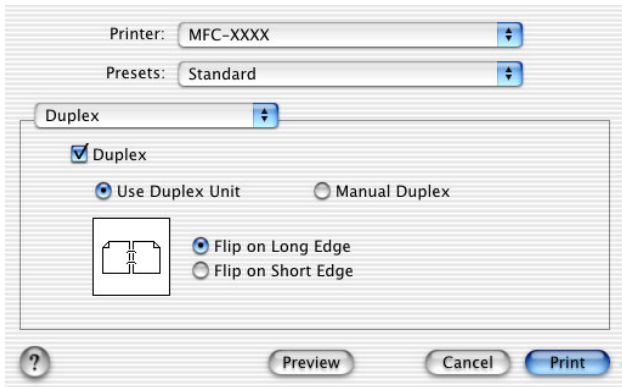 Printer: MFC-XXXX
Presets: Standard
Duplex
Duplex
Use Duplex Unit Manual Duplex
Flip on Long Edge
Flip on Short Edge
? Preview Cancel Print